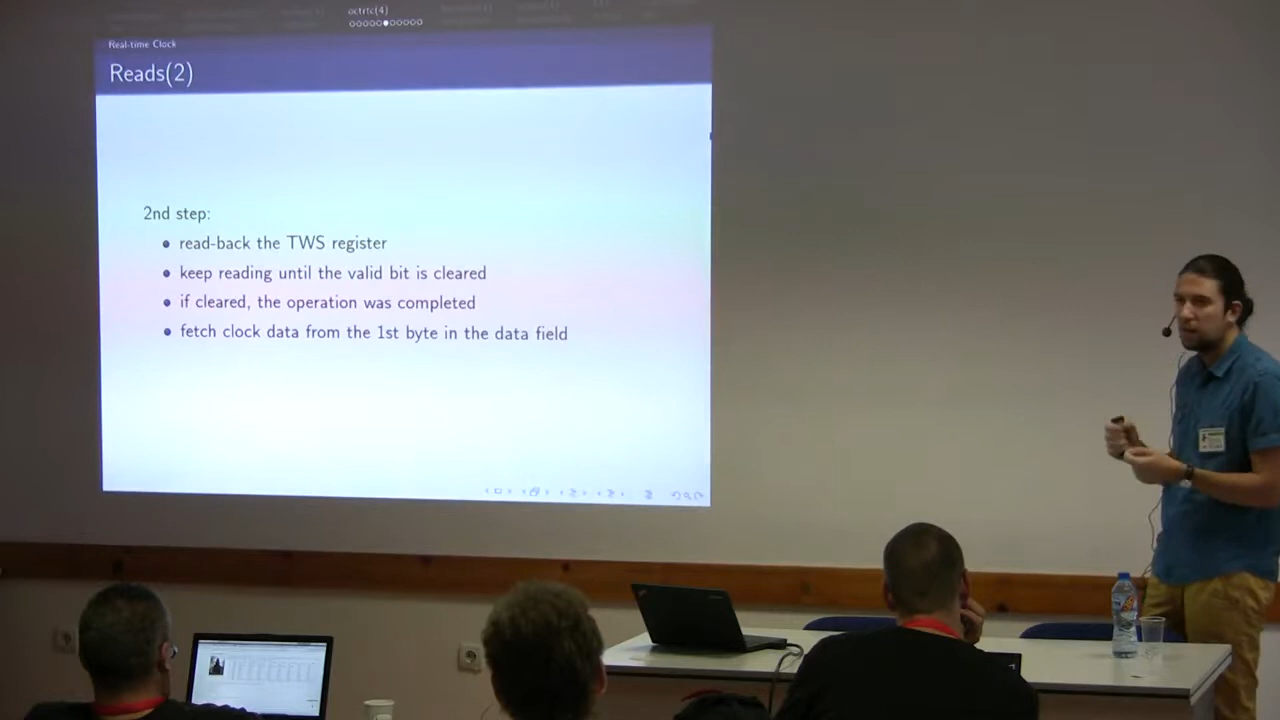 octrtc(4)
Real-time Clock
Reads(2)
2nd step:
read-back the TWS register
keep reading until the valid bit is cleared
if cleared, the operation was completed
fetch clock data from the 1st byte in the data field